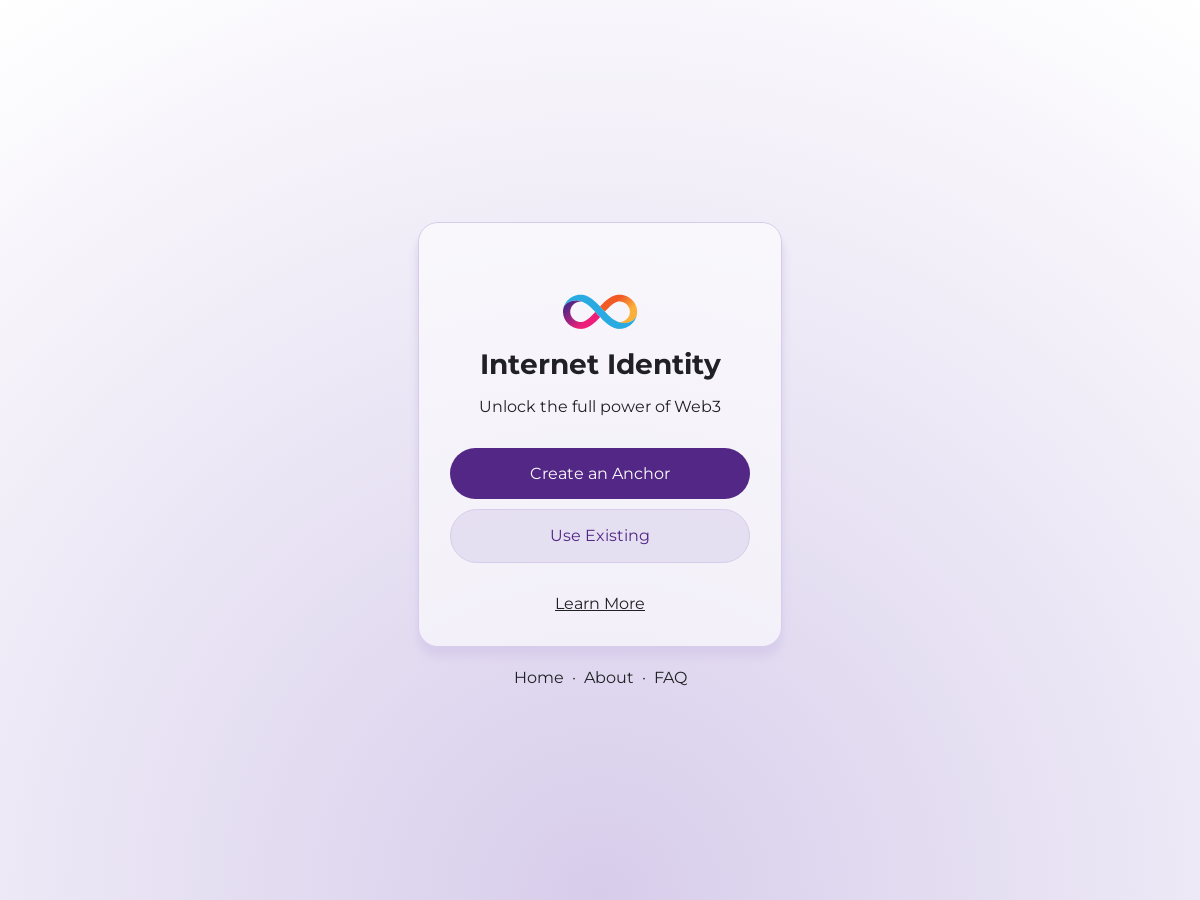 Internet Identity
Unlock the full power of Web3
Create an Anchor
Use Existing
Learn More
Home · About · FAQ